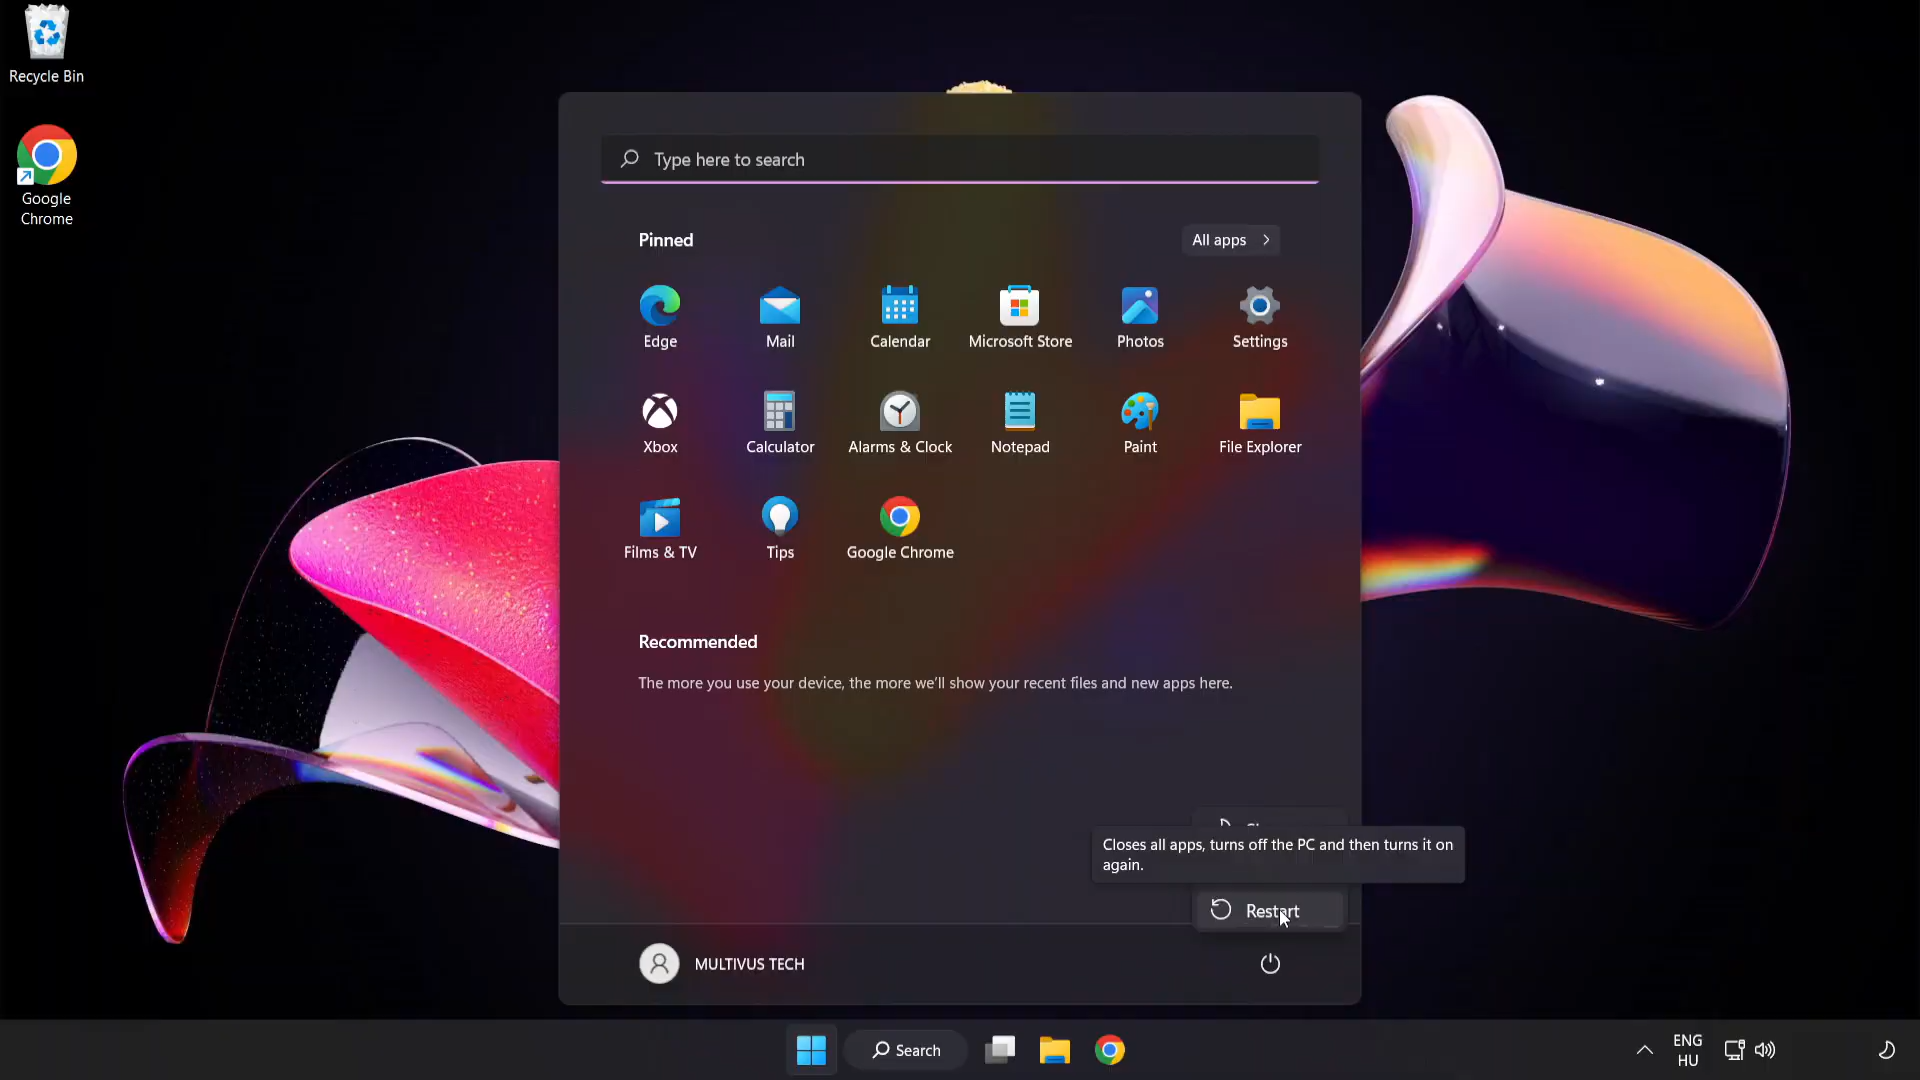 Recycle Bin
Google
Chrome
Type here to search
Pinned
All apps
Edge
Mail
Calendar
Microsoft Store
Photos
Settings
Xbox
Calculator
Alarms & Clock
Notepad
Paint
File Explorer
Films & TV
Tips
Google Chrome
Recommended
The more you use your device, the more we'll show your recent files and new apps here.
Closes all apps, turns off the PC and then turns it on
again.
Restart
MULTIVUS TECH
Search
ENG
HU